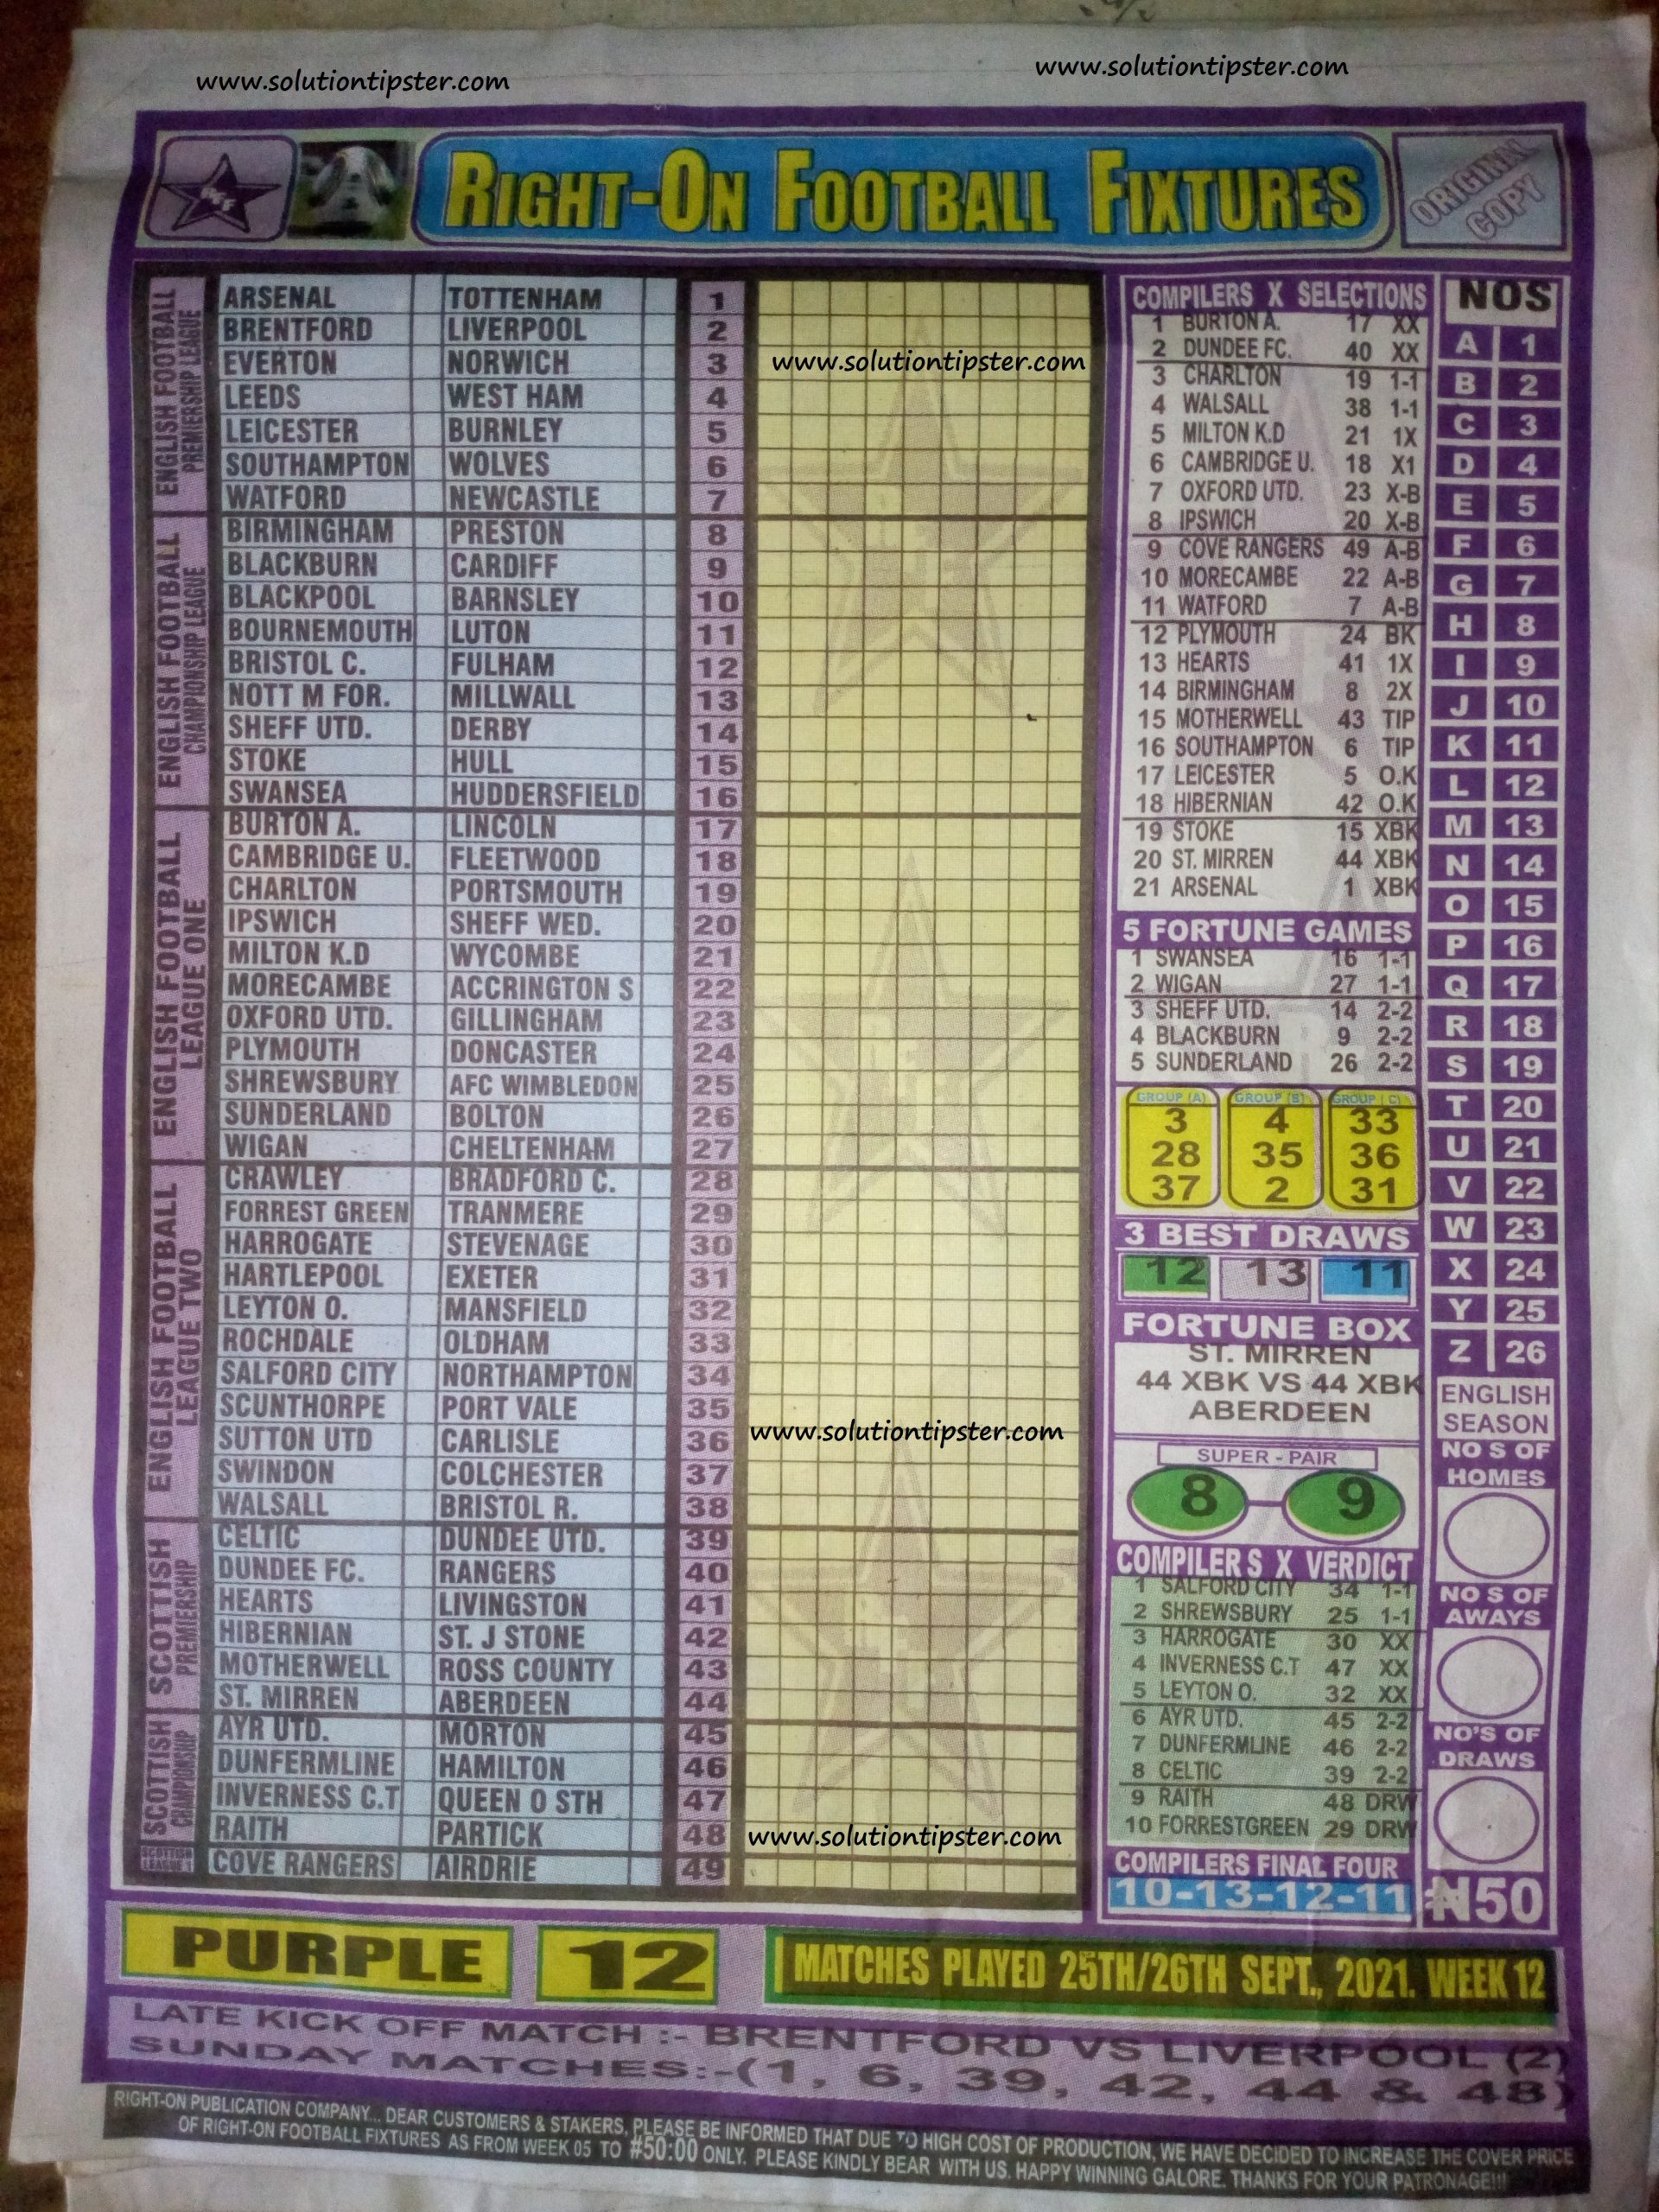 www.solutiontipster.com
www.solutiontipster.com
RIGHT-ON FOOTBALL FIXTURES
ORIGINAL COPY
ENGLISH FOOTBALL
PREMIERSHIP LEAGUE
ARSENAL TOTTENHAM 1
BRENTFORD LIVERPOOL 2
EVERTON NORWICH 3
www.solutiontipster.com
LEEDS WEST HAM 4
LEICESTER BURNLEY 5
SOUTHAMPTON WOLVES 6
WATFORD NEWCASTLE 7
ENGLISH FOOTBALL
CHAMPIONSHIP LEAGUE
BIRMINGHAM PRESTON 8
BLACKBURN CARDIFF 9
BLACKPOOL BARNSLEY 10
BOURNEMOUTH LUTON 11
BRISTOL C. FULHAM 12
NOTT M FOR. MILLWALL 13
SHEFF UTD. DERBY 14
STOKE HULL 15
SWANSEA HUDDERSFIELD 16
ENGLISH FOOTBALL
LEAGUE ONE
BURTON A. LINCOLN 17
CAMBRIDGE U. FLEETWOOD 18
CHARLTON PORTSMOUTH 19
IPSWICH SHEFF WED. 20
MILTON K.D WYCOMBE 21
MORECAMBE ACCRINGTON S 22
OXFORD UTD. GILLINGHAM 23
PLYMOUTH DONCASTER 24
SHREWSBURY AFC WIMBLEDON 25
SUNDERLAND BOLTON 26
WIGAN CHELTENHAM 27
ENGLISH FOOTBALL
LEAGUE TWO
CRAWLEY BRADFORD C. 28
FORREST GREEN TRANMERE 29
HARROGATE STEVENAGE 30
HARTLEPOOL EXETER 31
LEYTON O. MANSFIELD 32
ROCHDALE OLDHAM 33
SALFORD CITY NORTHAMPTON 34
SCUNTHORPE PORT VALE 35
SUTTON UTD CARLISLE 36
www.solutiontipster.com
SWINDON COLCHESTER 37
WALSALL BRISTOL R. 38
SCOTTISH
PREMIERSHIP
CELTIC DUNDEE UTD. 39
DUNDEE FC. RANGERS 40
HEARTS LIVINGSTON 41
HIBERNIAN ST. J STONE 42
MOTHERWELL ROSS COUNTY 43
ST. MIRREN ABERDEEN 44
SCOTTISH
CHAMPIONSHIP
AYR UTD. MORTON 45
DUNFERMLINE HAMILTON 46
INVERNESS C.T QUEEN O STH 47
RAITH PARTICK 48
www.solutiontipster.com
SCOTTISH
LEAGUE 1
COVE RANGERS AIRDRIE 49
COMPILERS X SELECTIONS
1 BURTON A. 17 XX
2 DUNDEE FC. 40 XX
3 CHARLTON 19 1-1
4 WALSALL 38 1-1
5 MILTON K.D 21 1X
6 CAMBRIDGE U. 18 X1
7 OXFORD UTD. 23 X-B
8 IPSWICH 20 X-B
9 COVE RANGERS 49 A-B
10 MORECAMBE 22 A-B
11 WATFORD 7 A-B
12 PLYMOUTH 24 BK
13 HEARTS 41 1X
14 BIRMINGHAM 8 2X
15 MOTHERWELL 43 TIP
16 SOUTHAMPTON 6 TIP
17 LEICESTER 5 O.K
18 HIBERNIAN 42 O.K
19 STOKE 15 XBK
20 ST. MIRREN 44 XBK
21 ARSENAL 1 XBK
5 FORTUNE GAMES
1 SWANSEA 16 1-1
2 WIGAN 27 1-1
3 SHEFF UTD. 14 2-2
4 BLACKBURN 9 2-2
5 SUNDERLAND 26 2-2
GROUP (A) GROUP (B) GROUP (C)
3 4 33
28 35 36
37 2 31
3 BEST DRAWS
12 13 11
FORTUNE BOX
ST. MIRREN
44 XBK VS 44 XBK
ABERDEEN
SUPER - PAIR
8 9
COMPILERS X VERDICT
1 SALFORD CITY 34 1-1
2 SHREWSBURY 25 1-1
3 HARROGATE 30 XX
4 INVERNESS C.T 47 XX
5 LEYTON O. 32 XX
6 AYR UTD. 45 2-2
7 DUNFERMLINE 46 2-2
8 CELTIC 39 2-2
9 RAITH 48 DRW
10 FORRESTGREEN 29 DRW
COMPILERS FINAL FOUR
10-13-12-11
NOS
A 1
B 2
C 3
D 4
E 5
F 6
G 7
H 8
I 9
J 10
K 11
L 12
M 13
N 14
O 15
P 16
Q 17
R 18
S 19
T 20
U 21
V 22
W 23
X 24
Y 25
Z 26
ENGLISH
SEASON
NO S OF
HOMES
NO S OF
AWAYS
NO'S OF
DRAWS
₦50
PURPLE 12 MATCHES PLAYED 25TH/26TH SEPT., 2021. WEEK 12
LATE KICK OFF MATCH :- BRENTFORD VS LIVERPOOL (2)
SUNDAY MATCHES:-(1, 6, 39, 42, 44 & 48)
RIGHT-ON PUBLICATION COMPANY... DEAR CUSTOMERS & STAKERS, PLEASE BE INFORMED THAT DUE TO HIGH COST OF PRODUCTION, WE HAVE DECIDED TO INCREASE THE COVER PRICE
OF RIGHT-ON FOOTBALL FIXTURES AS FROM WEEK 05 TO #50:00 ONLY. PLEASE KINDLY BEAR WITH US. HAPPY WINNING GALORE. THANKS FOR YOUR PATRONAGE!!!